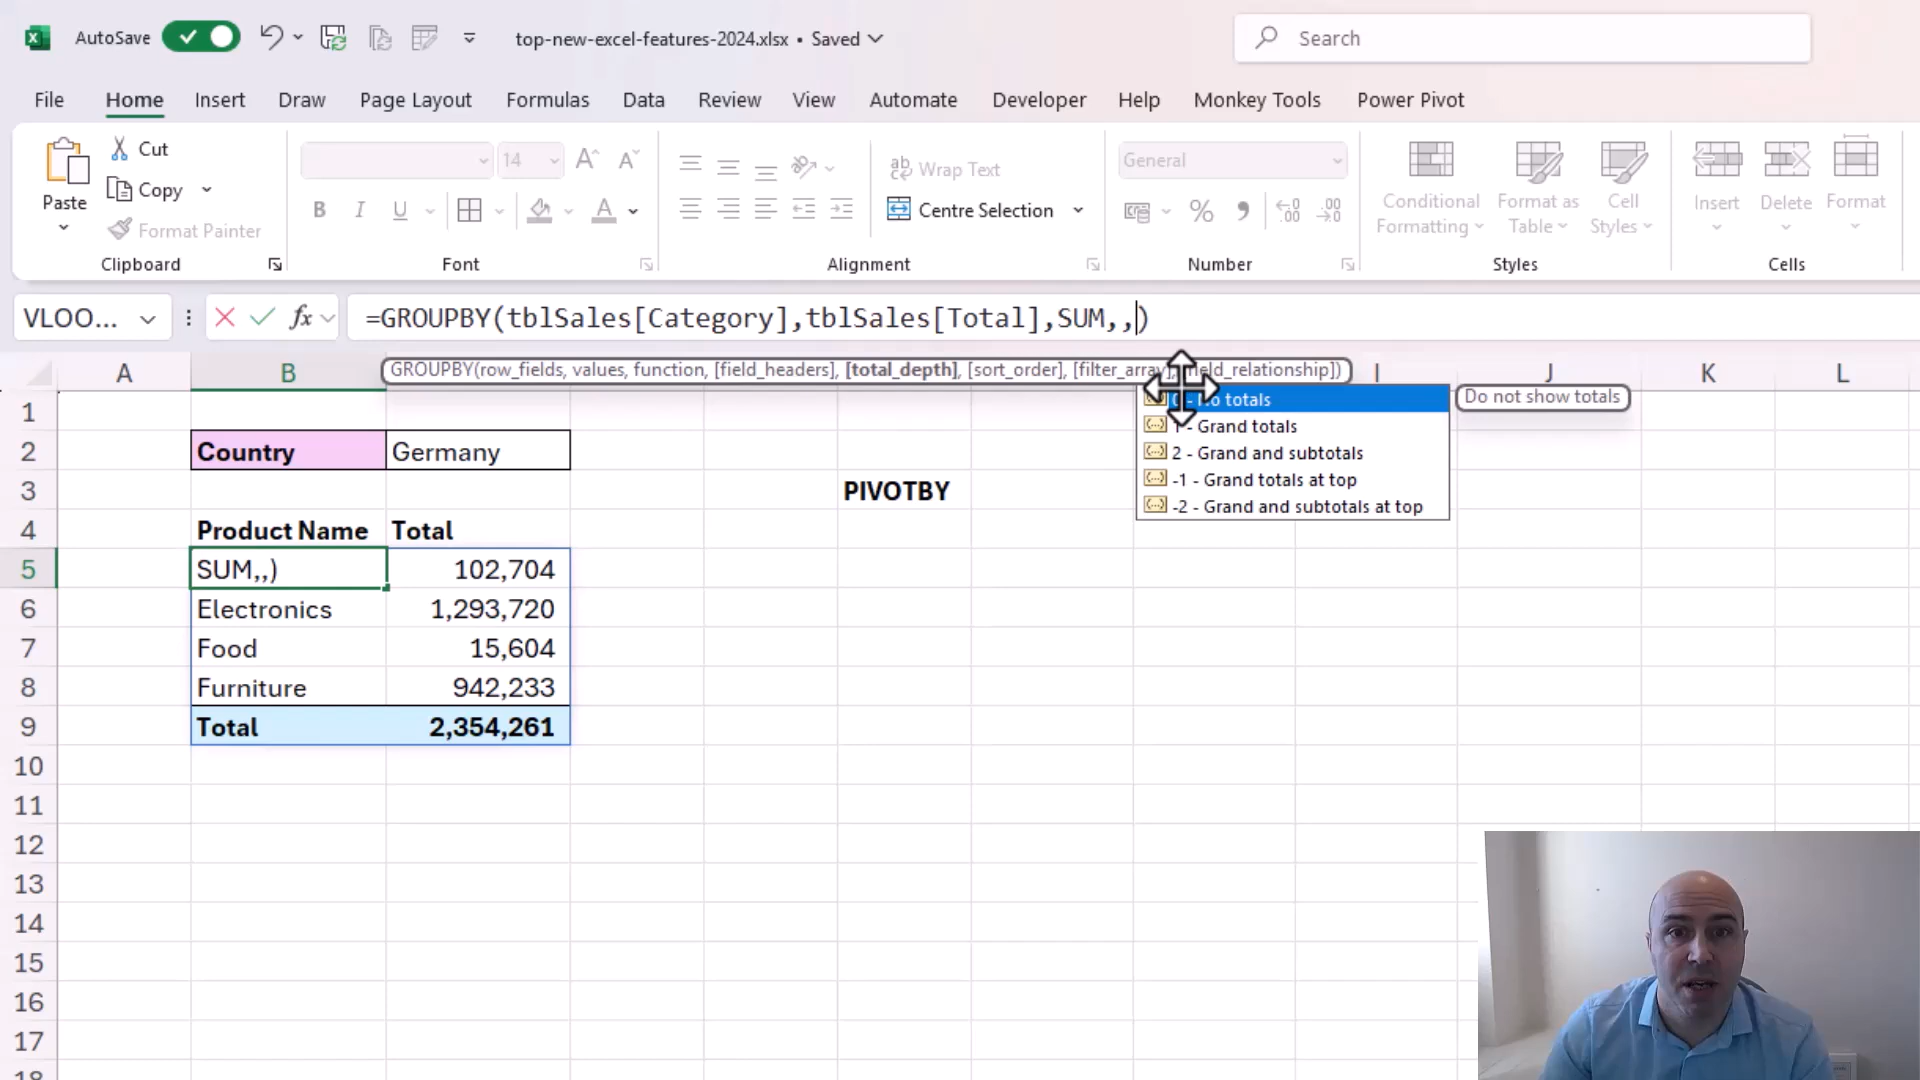 AutoSave
top-new-excel-features-2024.xlsx • Saved
Search
File Home Insert Draw Page Layout Formulas Data Review View Automate Developer Help Monkey Tools Power Pivot
Paste
Cut
Copy
Format Painter
Clipboard
14
B I U
Font
Wrap Text
Centre Selection
Alignment
General
Number
Conditional Formatting
Format as Table
Cell Styles
Styles
Insert Delete Format
Cells
VLOO...
fx
=GROUPBY(tblSales[Category],tblSales[Total],SUM,,)
GROUPBY(row_fields, values, function, [field_headers], [total_depth], [sort_order], [filter_array],
No totals
Do not show totals
- Grand totals
2 - Grand and subtotals
-1 - Grand totals at top
-2 - Grand and subtotals at top
A B I J K L
1
2 Country Germany
3 PIVOTBY
4 Product Name Total
5 SUM,,) 102,704
6 Electronics 1,293,720
7 Food 15,604
8 Furniture 942,233
9 Total 2,354,261
10
11
12
13
14
15
16
17
18